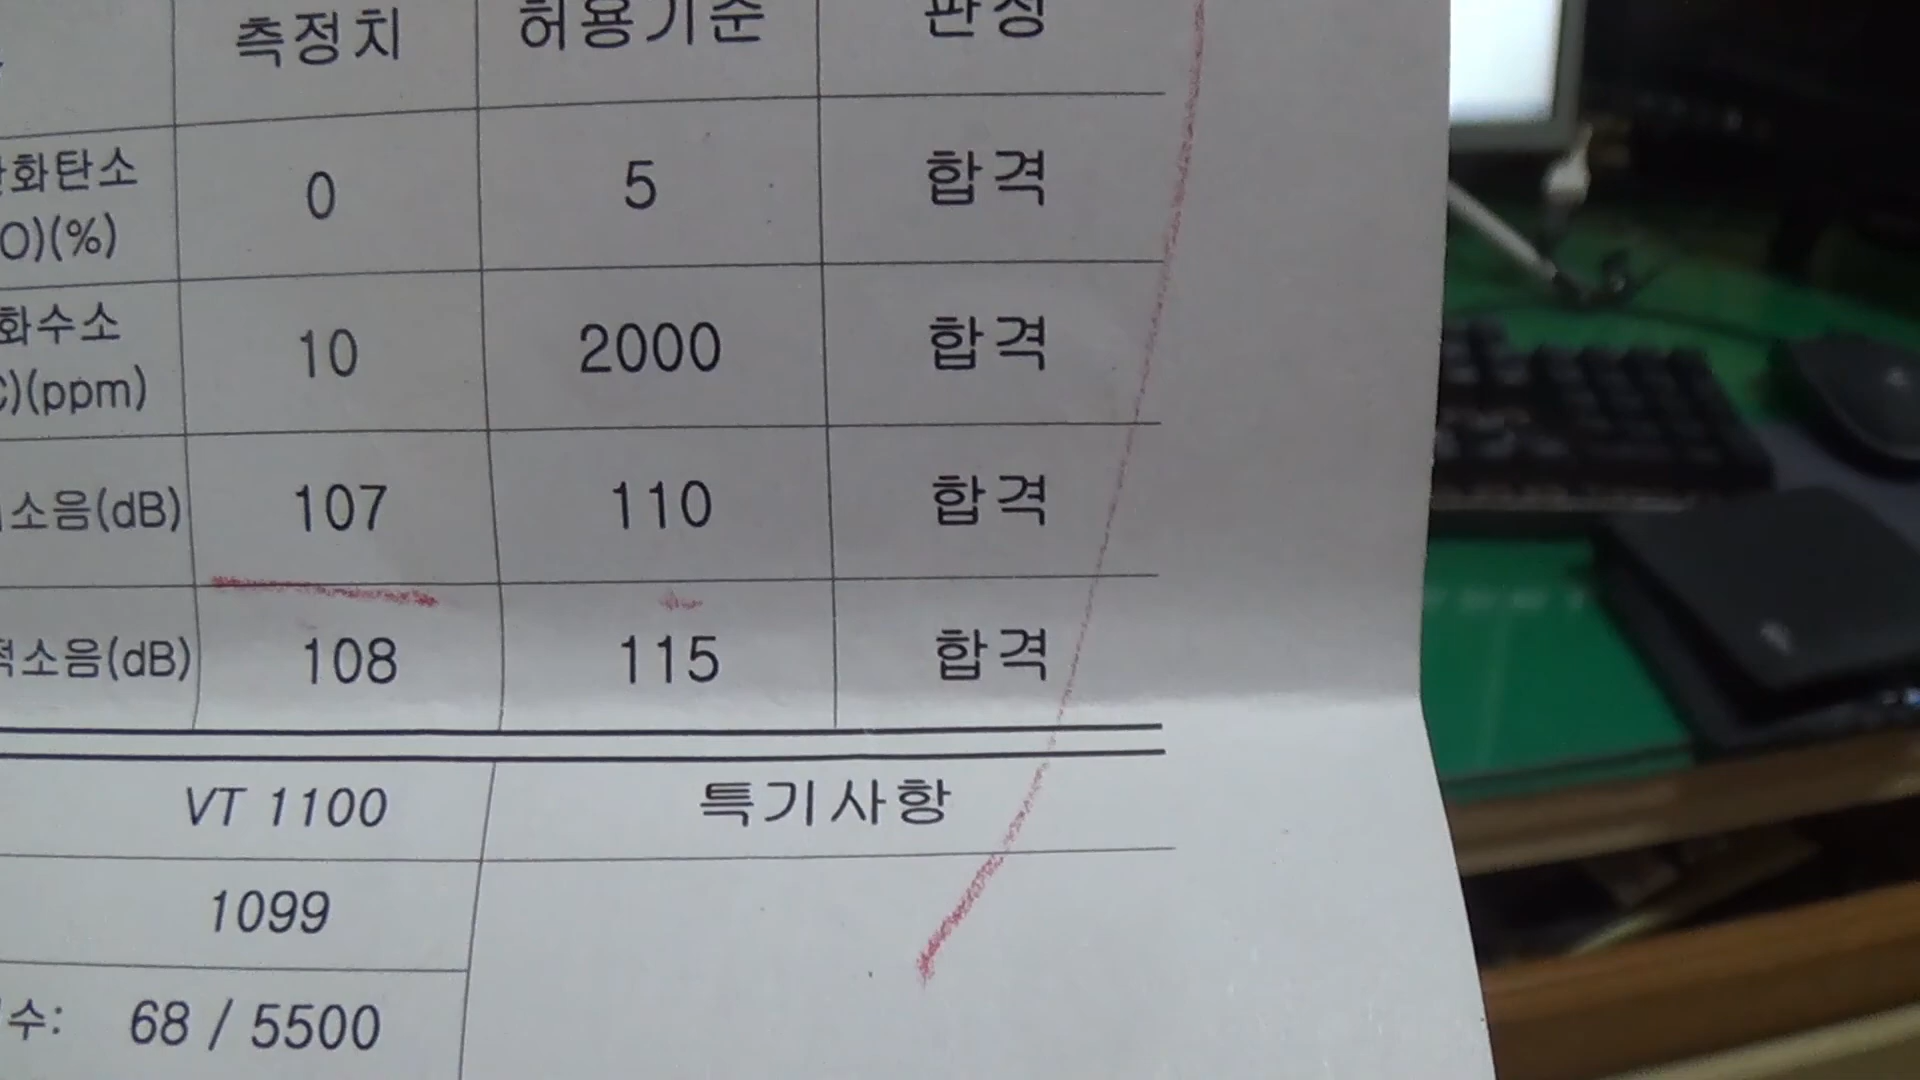 측정치 허용기준 판정
화탄소 0 5 합격
O)(%)
화수소 10 2000 합격
)(ppm)
소음(dB) 107 110 합격
소음(dB) 108 115 합격
VT 1100 특기사항
1099
수: 68 / 5500